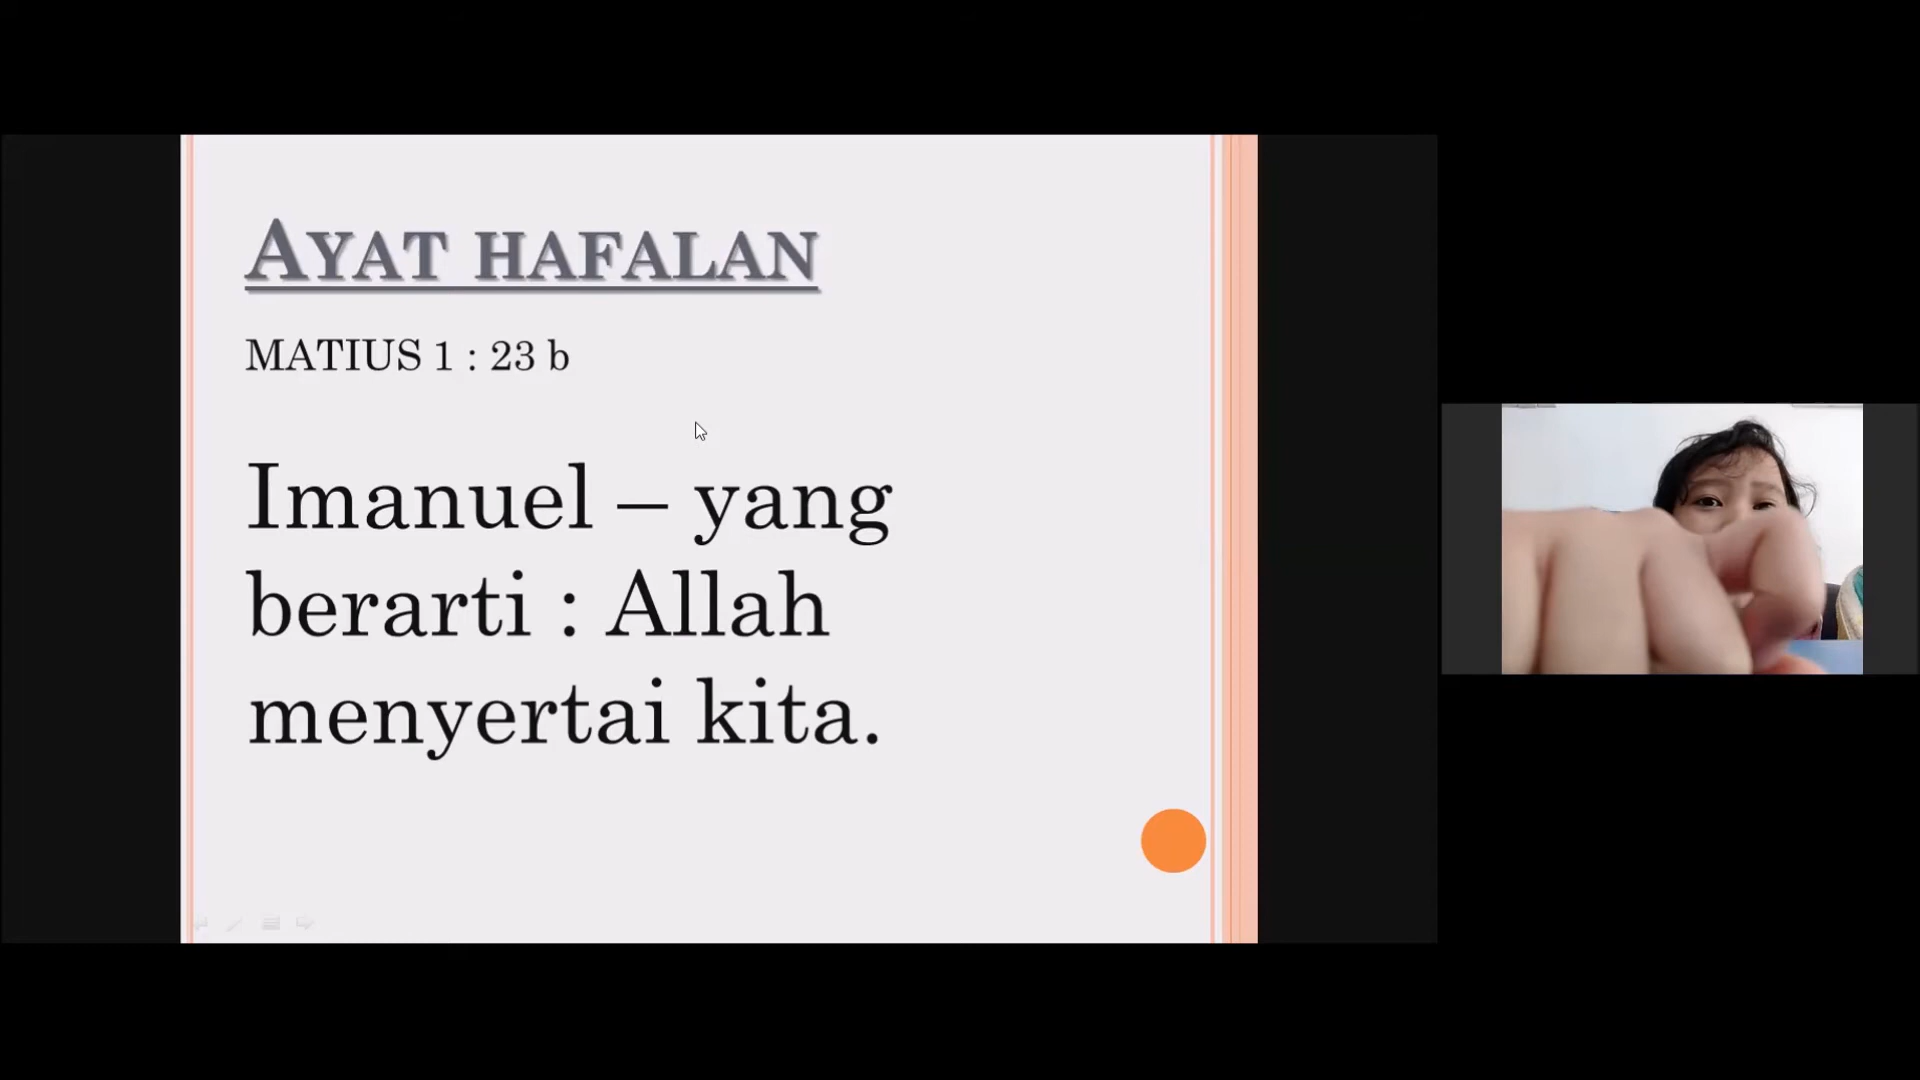 AYAT HAFALAN
MATIUS 1 : 23 b
Imanuel – yang
berarti : Allah
menyertai kita.